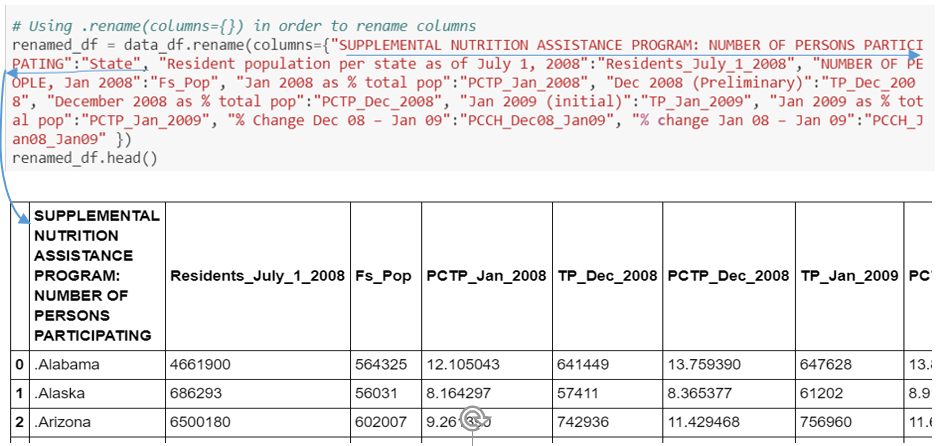 # Using .rename(columns={}) in order to rename columns
renamed_df = data_df.rename(columns={"SUPPLEMENTAL NUTRITION ASSISTANCE PROGRAM: NUMBER OF PERSONS PARTICI
PATING":"State", "Resident population per state as of July 1, 2008":"Residents_July_1_2008", "NUMBER OF PE
OPLE, Jan 2008":"Fs_Pop", "Jan 2008 as % total pop":"PCTP_Jan_2008", "Dec 2008 (Preliminary)":"TP_Dec_200
8", "December 2008 as % total pop":"PCTP_Dec_2008", "Jan 2009 (initial)":"TP_Jan_2009", "Jan 2009 as % tot
al pop":"PCTP_Jan_2009", "% Change Dec 08 – Jan 09":"PCCH_Dec08_Jan09", "% change Jan 08 – Jan 09":"PCCH_J
an08_Jan09" })
renamed_df.head()
SUPPLEMENTAL
NUTRITION
ASSISTANCE
PROGRAM:
NUMBER OF
PERSONS
PARTICIPATING
Residents_July_1_2008 Fs_Pop PCTP_Jan_2008 TP_Dec_2008 PCTP_Dec_2008 TP_Jan_2009 PC
0 .Alabama 4661900 564325 12.105043 641449 13.759390 647628 13.
1 .Alaska 686293 56031 8.164297 57411 8.365377 61202 8.9
2 .Arizona 6500180 602007 742936 11.429468 756960 11.